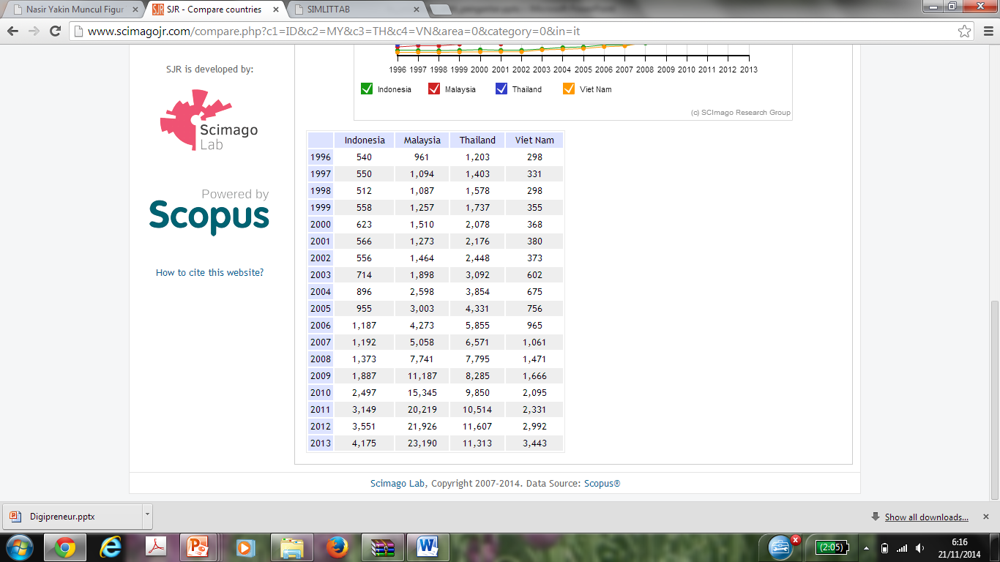 Nasir Yakin Muncul Figur
SJR - Compare countries
SIMLITTAB
www.scimagojr.com/compare.php?c1=ID&c2=MY&c3=TH&c4=VN&area=0&category=0&in=it
SJR is developed by:
Scimago
Lab
Powered by
Scopus
How to cite this website?
1996 1997 1998 1999 2000 2001 2002 2003 2004 2005 2006 2007 2008 2009 2010 2011 2012 2013
Indonesia Malaysia Thailand Viet Nam
(c) SCImago Research Group
Indonesia Malaysia Thailand Viet Nam
1996 540 961 1,203 298
1997 550 1,094 1,403 331
1998 512 1,087 1,578 298
1999 558 1,257 1,737 355
2000 623 1,510 2,078 368
2001 566 1,273 2,176 380
2002 556 1,464 2,448 373
2003 714 1,898 3,092 602
2004 896 2,598 3,854 675
2005 955 3,003 4,331 756
2006 1,187 4,273 5,855 965
2007 1,192 5,058 6,571 1,061
2008 1,373 7,741 7,795 1,471
2009 1,887 11,187 8,285 1,666
2010 2,497 15,345 9,850 2,095
2011 3,149 20,219 10,514 2,331
2012 3,551 21,926 11,607 2,992
2013 4,175 23,190 11,313 3,443
Scimago Lab, Copyright 2007-2014. Data Source: Scopus®
Digipreneur.pptx
Show all downloads...
(2:05)
6:16
21/11/2014